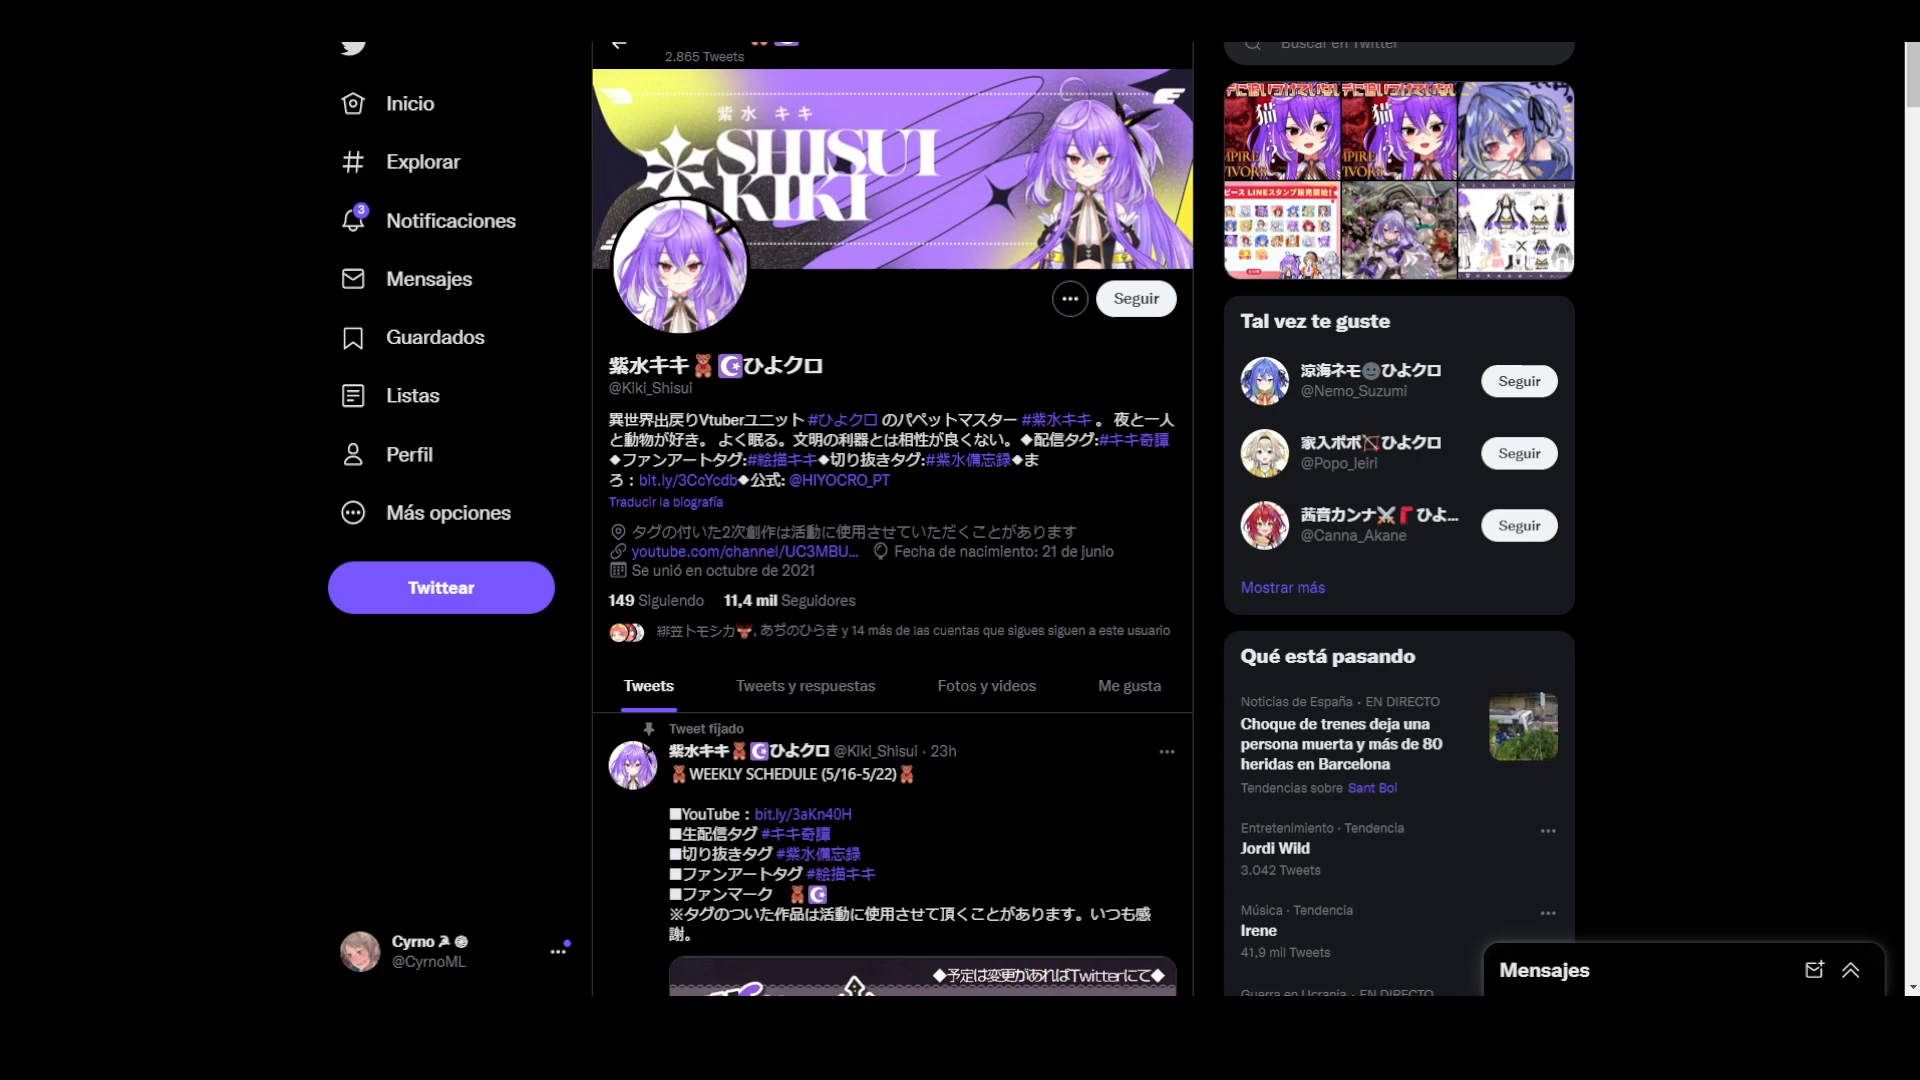 2.865 Tweets
Inicio
Explorar
3
Notificaciones
Mensajes
Guardados
Listas
Perfil
Más opciones
Twittear
Cyrno
@CyrnoML
紫水 キキ
SHISUI
KIKI
Seguir
紫水キキ🧸☪ひよクロ
@Kiki_Shisui
異世界出戻りVtuberユニット #ひよクロ のパペットマスター #紫水キキ 。 夜と一人
と動物が好き。 よく眠る。文明の利器とは相性が良くない。◆配信タグ:#キキ奇譚
◆ファンアートタグ:#絵描キキ◆切り抜きタグ:#紫水備忘録◆ま
ろ：bit.ly/3CcYcdb◆公式: @HIYOCRO_PT
Traducir la biografía
タグの付いた2次創作は活動に使用させていただくことがあります
youtube.com/channel/UC3MBU... Fecha de nacimiento: 21 de junio
Se unió en octubre de 2021
149 Siguiendo 11,4 mil Seguidores
緋笠トモシカ, あぢのひらき y 14 más de las cuentas que sigues siguen a este usuario
Tweets Tweets y respuestas Fotos y videos Me gusta
Tweet fijado
紫水キキ🧸☪ひよクロ @Kiki_Shisui · 23h
🧸WEEKLY SCHEDULE (5/16-5/22)🧸
■YouTube：bit.ly/3aKn40H
■生配信タグ #キキ奇譚
■切り抜きタグ #紫水備忘録
■ファンアートタグ #絵描キキ
■ファンマーク 🧸☪
※タグのついた作品は活動に使用させて頂くことがあります。いつも感
謝。
◆予定は変更があればTwitterにて◆
Buscar en Twitter
Tal vez te guste
涼海ネモ🌚ひよクロ
@Nemo_Suzumi
Seguir
家入ポポ🏹ひよクロ
@Popo_Ieiri
Seguir
茜音カンナ⚔ ひよ...
@Canna_Akane
Seguir
Mostrar más
Qué está pasando
Noticias de España · EN DIRECTO
Choque de trenes deja una
persona muerta y más de 80
heridas en Barcelona
Tendencias sobre Sant Boi
Entretenimiento · Tendencia
Jordi Wild
3.042 Tweets
Música · Tendencia
Irene
41,9 mil Tweets
Guerra en Ucrania · EN DIRECTO
Mensajes